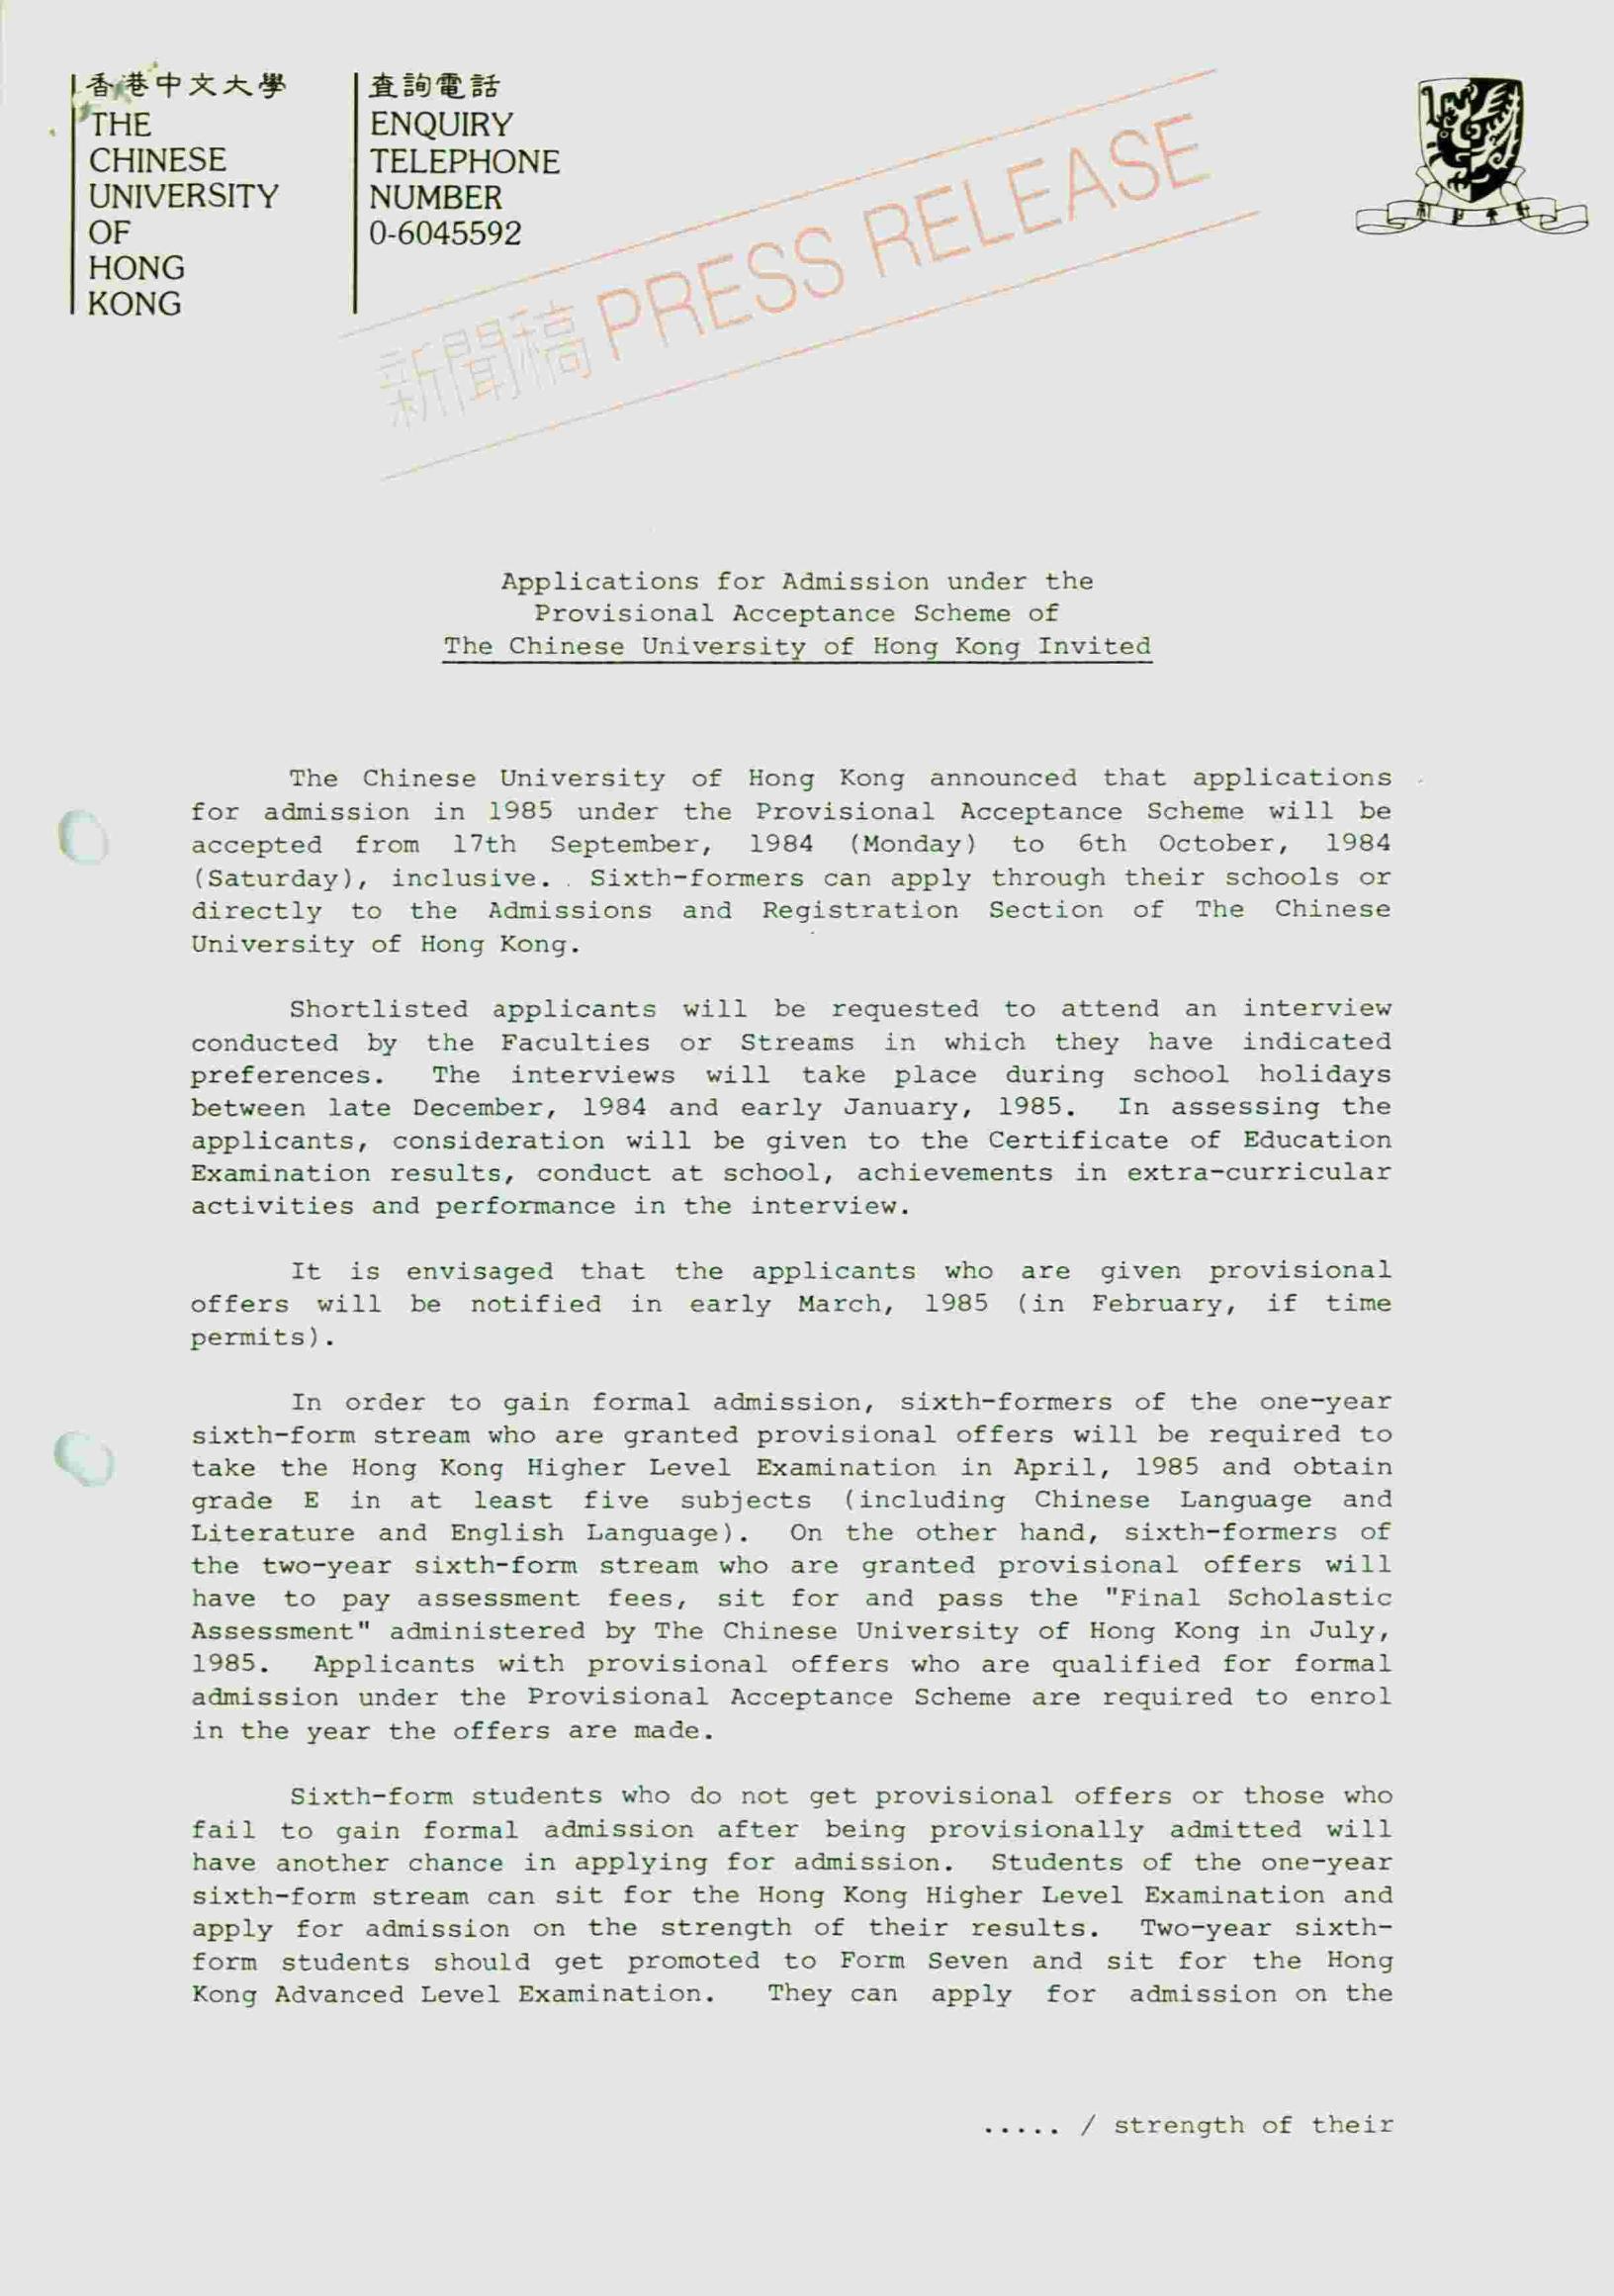 香港中文大學
THE
CHINESE
UNIVERSITY
OF
HONG
KONG
查詢電話
ENQUIRY
TELEPHONE
NUMBER
0-6045592
新聞稿 PRESS RELEASE
Applications for Admission under the
Provisional Acceptance Scheme of
The Chinese University of Hong Kong Invited
The Chinese University of Hong Kong announced that applications
for admission in 1985 under the Provisional Acceptance Scheme will be
accepted from 17th September, 1984 (Monday) to 6th October, 1984
(Saturday), inclusive. Sixth-formers can apply through their schools or
directly to the Admissions and Registration Section of The Chinese
University of Hong Kong.
Shortlisted applicants will be requested to attend an interview
conducted by the Faculties or Streams in which they have indicated
preferences. The interviews will take place during school holidays
between late December, 1984 and early January, 1985. In assessing the
applicants, consideration will be given to the Certificate of Education
Examination results, conduct at school, achievements in extra-curricular
activities and performance in the interview.
It is envisaged that the applicants who are given provisional
offers will be notified in early March, 1985 (in February, if time
permits).
In order to gain formal admission, sixth-formers of the one-year
sixth-form stream who are granted provisional offers will be required to
take the Hong Kong Higher Level Examination in April, 1985 and obtain
grade E in at least five subjects (including Chinese Language and
Literature and English Language). On the other hand, sixth-formers of
the two-year sixth-form stream who are granted provisional offers will
have to pay assessment fees, sit for and pass the "Final Scholastic
Assessment" administered by The Chinese University of Hong Kong in July,
1985. Applicants with provisional offers who are qualified for formal
admission under the Provisional Acceptance Scheme are required to enrol
in the year the offers are made.
Sixth-form students who do not get provisional offers or those who
fail to gain formal admission after being provisionally admitted will
have another chance in applying for admission. Students of the one-year
sixth-form stream can sit for the Hong Kong Higher Level Examination and
apply for admission on the strength of their results. Two-year sixth-
form students should get promoted to Form Seven and sit for the Hong
Kong Advanced Level Examination. They can apply for admission on the
..... / strength of their